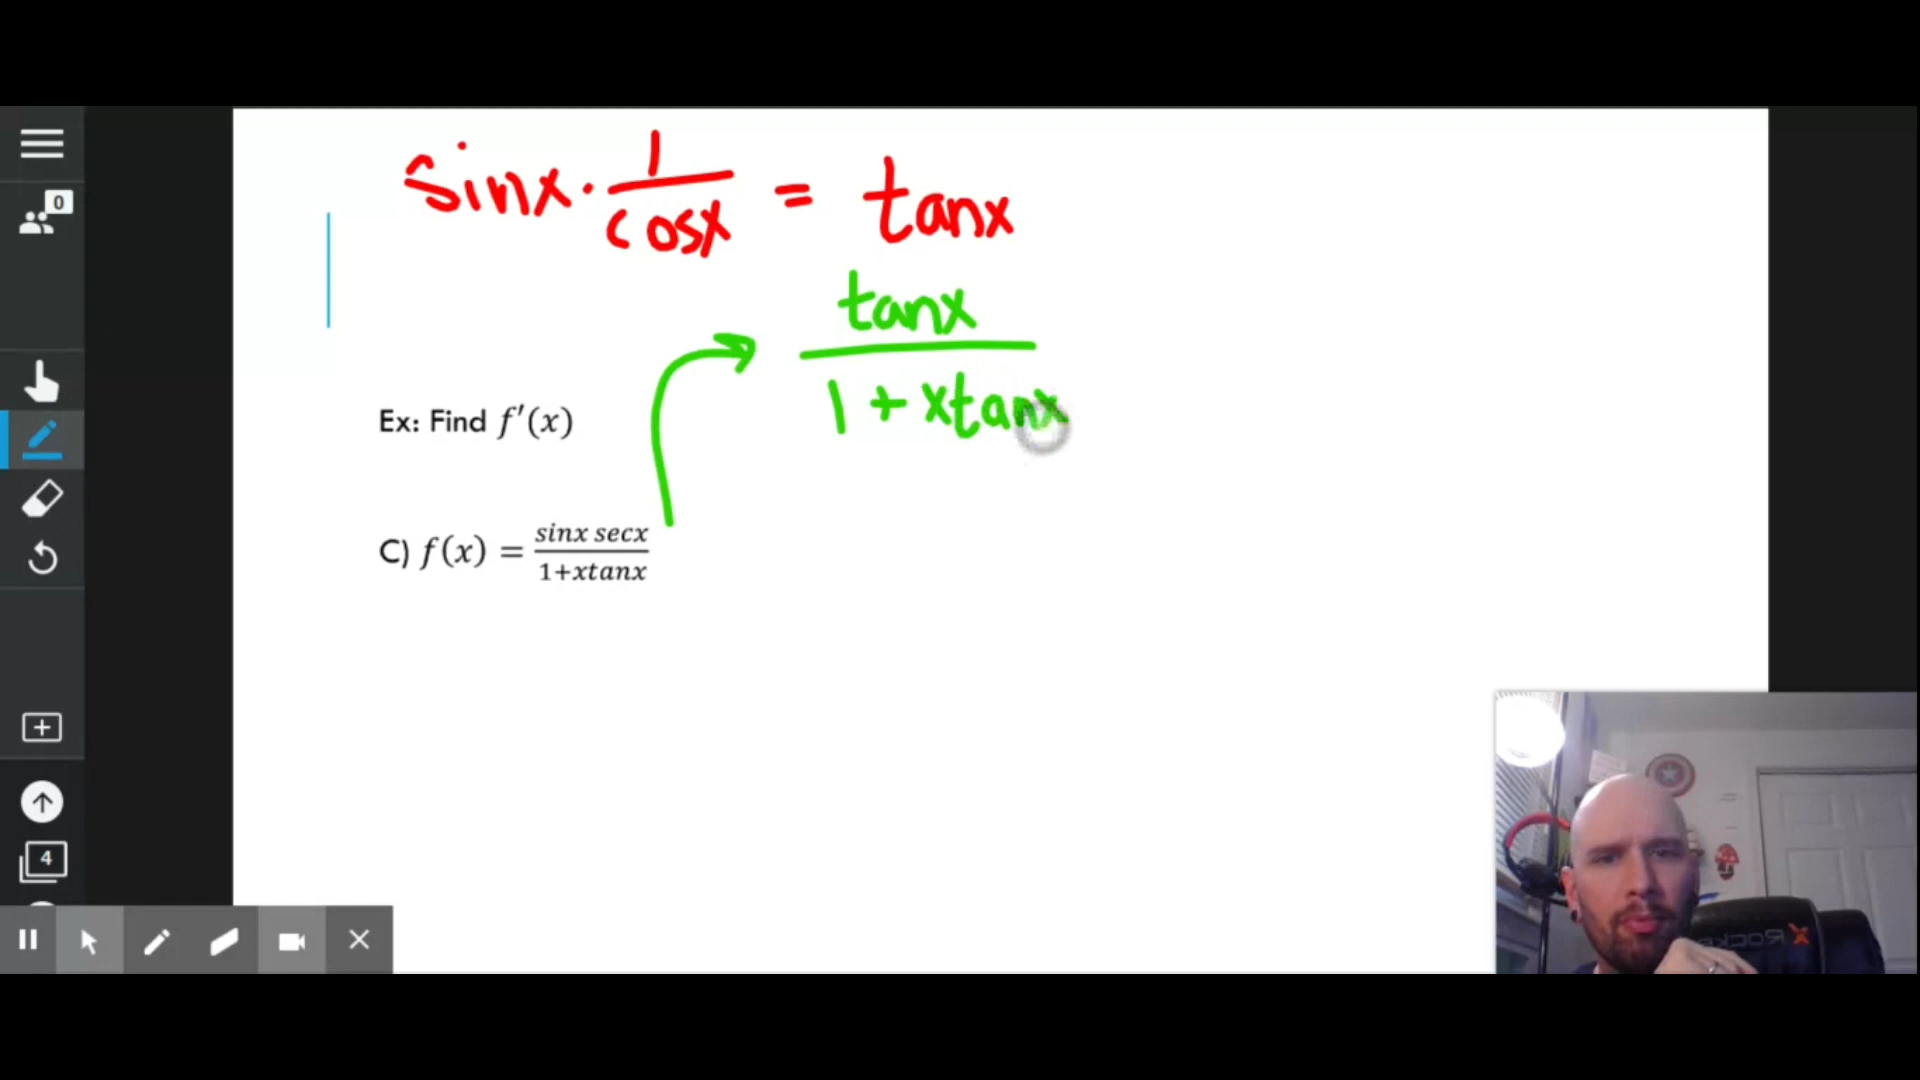 sinx · 1/cosx = tanx
tanx
1 + xtanx
Ex: Find f'(x)
C) f(x) = sinx secx / 1+xtanx
0
4